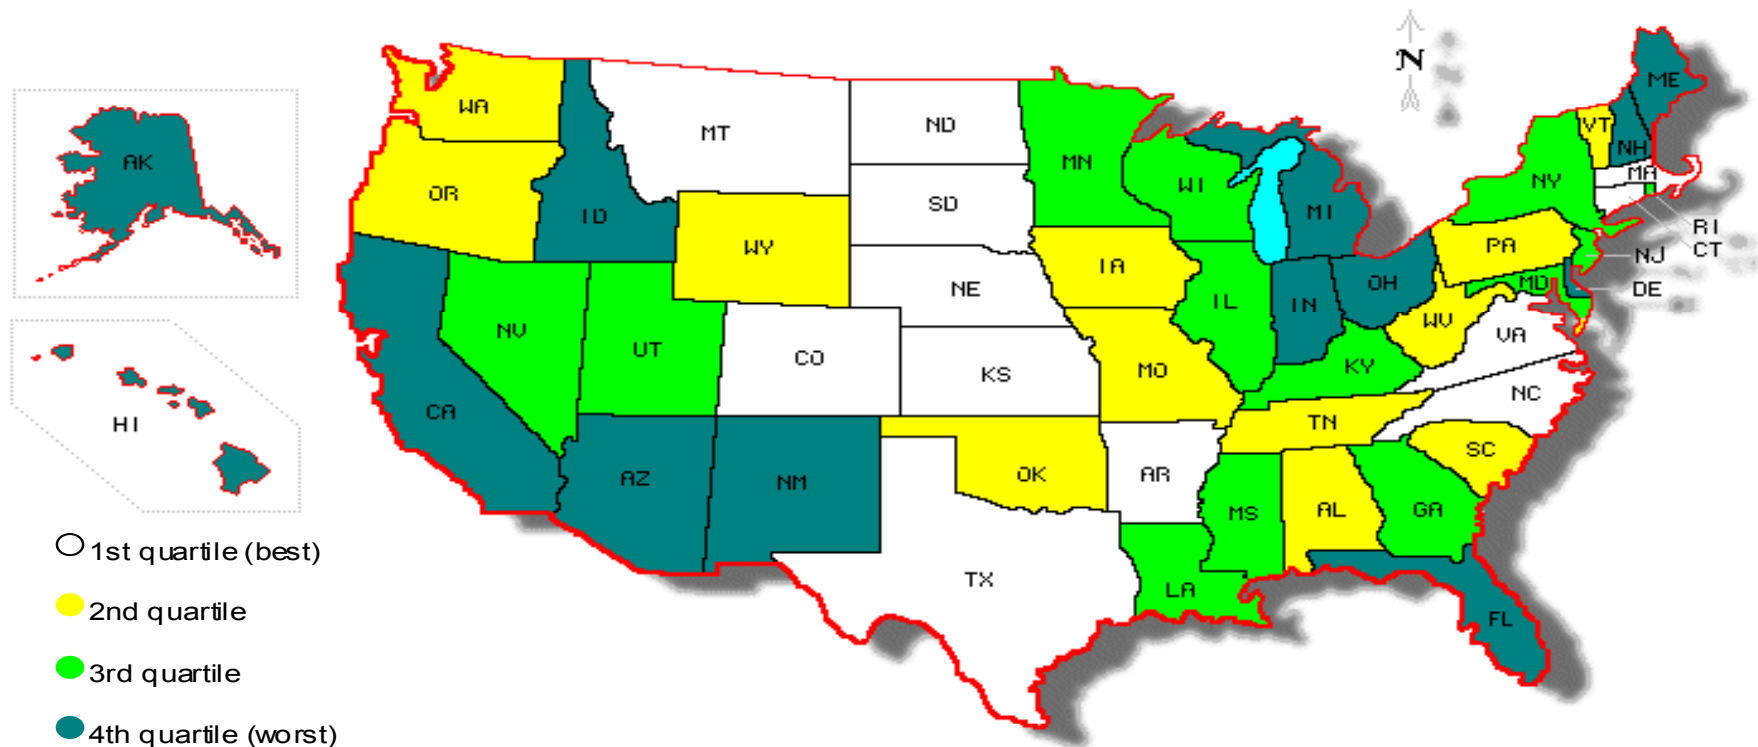 N
ME
WA
VT
MT
ND
NH
AK
MN
MA
WI
NY
OR
SD
ID
MI
RI
WY
PA
CT
NJ
IA
OH
MD
DE
NE
IL
IN
NV
WV
VA
UT
CO
KY
KS
MO
NC
CA
TN
HI
SC
OK
AR
AZ
NM
MS
AL
GA
1st quartile (best)
TX
LA
2nd quartile
FL
3rd quartile
4th quartile (worst)